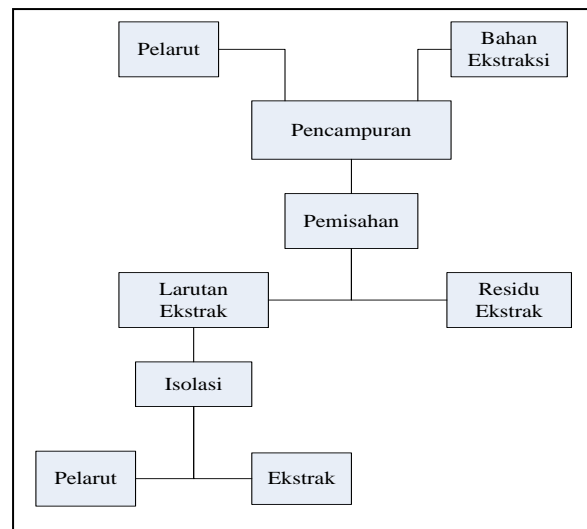 Pelarut
Bahan
Ekstraksi
Pencampuran
Pemisahan
Larutan
Ekstrak
Residu
Ekstrak
Isolasi
Pelarut
Ekstrak